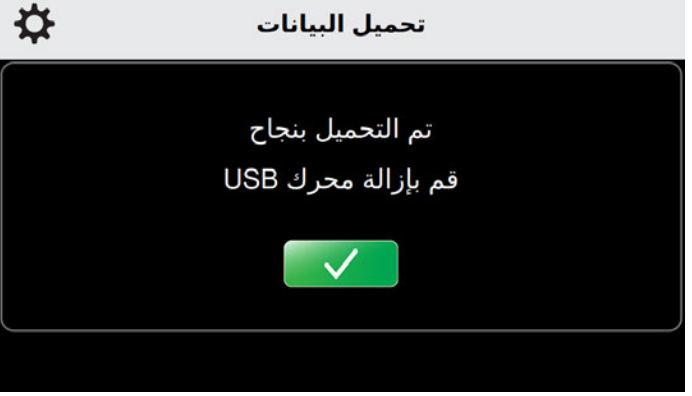 تحميل البيانات
تم التحميل بنجاح
قم بإزالة محرك USB